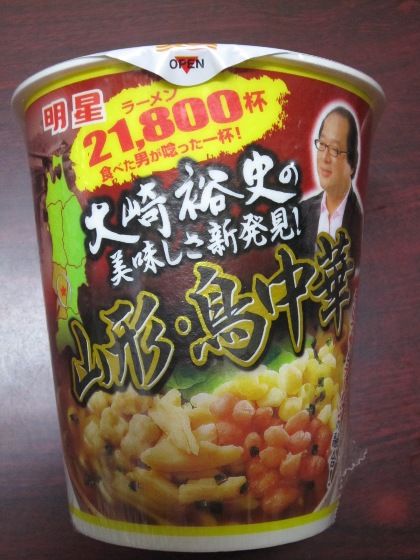 OPEN
明星
ラーメン
21,800杯
食べた男が唸った一杯!
大崎裕史の
美味しさ新発見!
山形・鳥中華